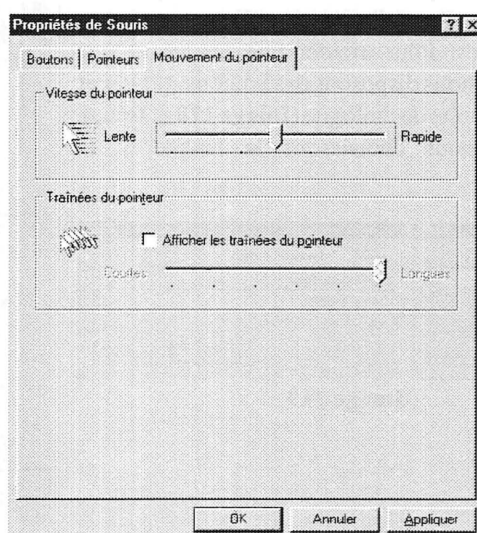 Propriétés de Souris
Boutons Pointeurs Mouvement du pointeur
Vitesse du pointeur
Lente Rapide
Traînées du pointeur
Afficher les traînées du pointeur
Courtes Longues
OK Annuler Appliquer